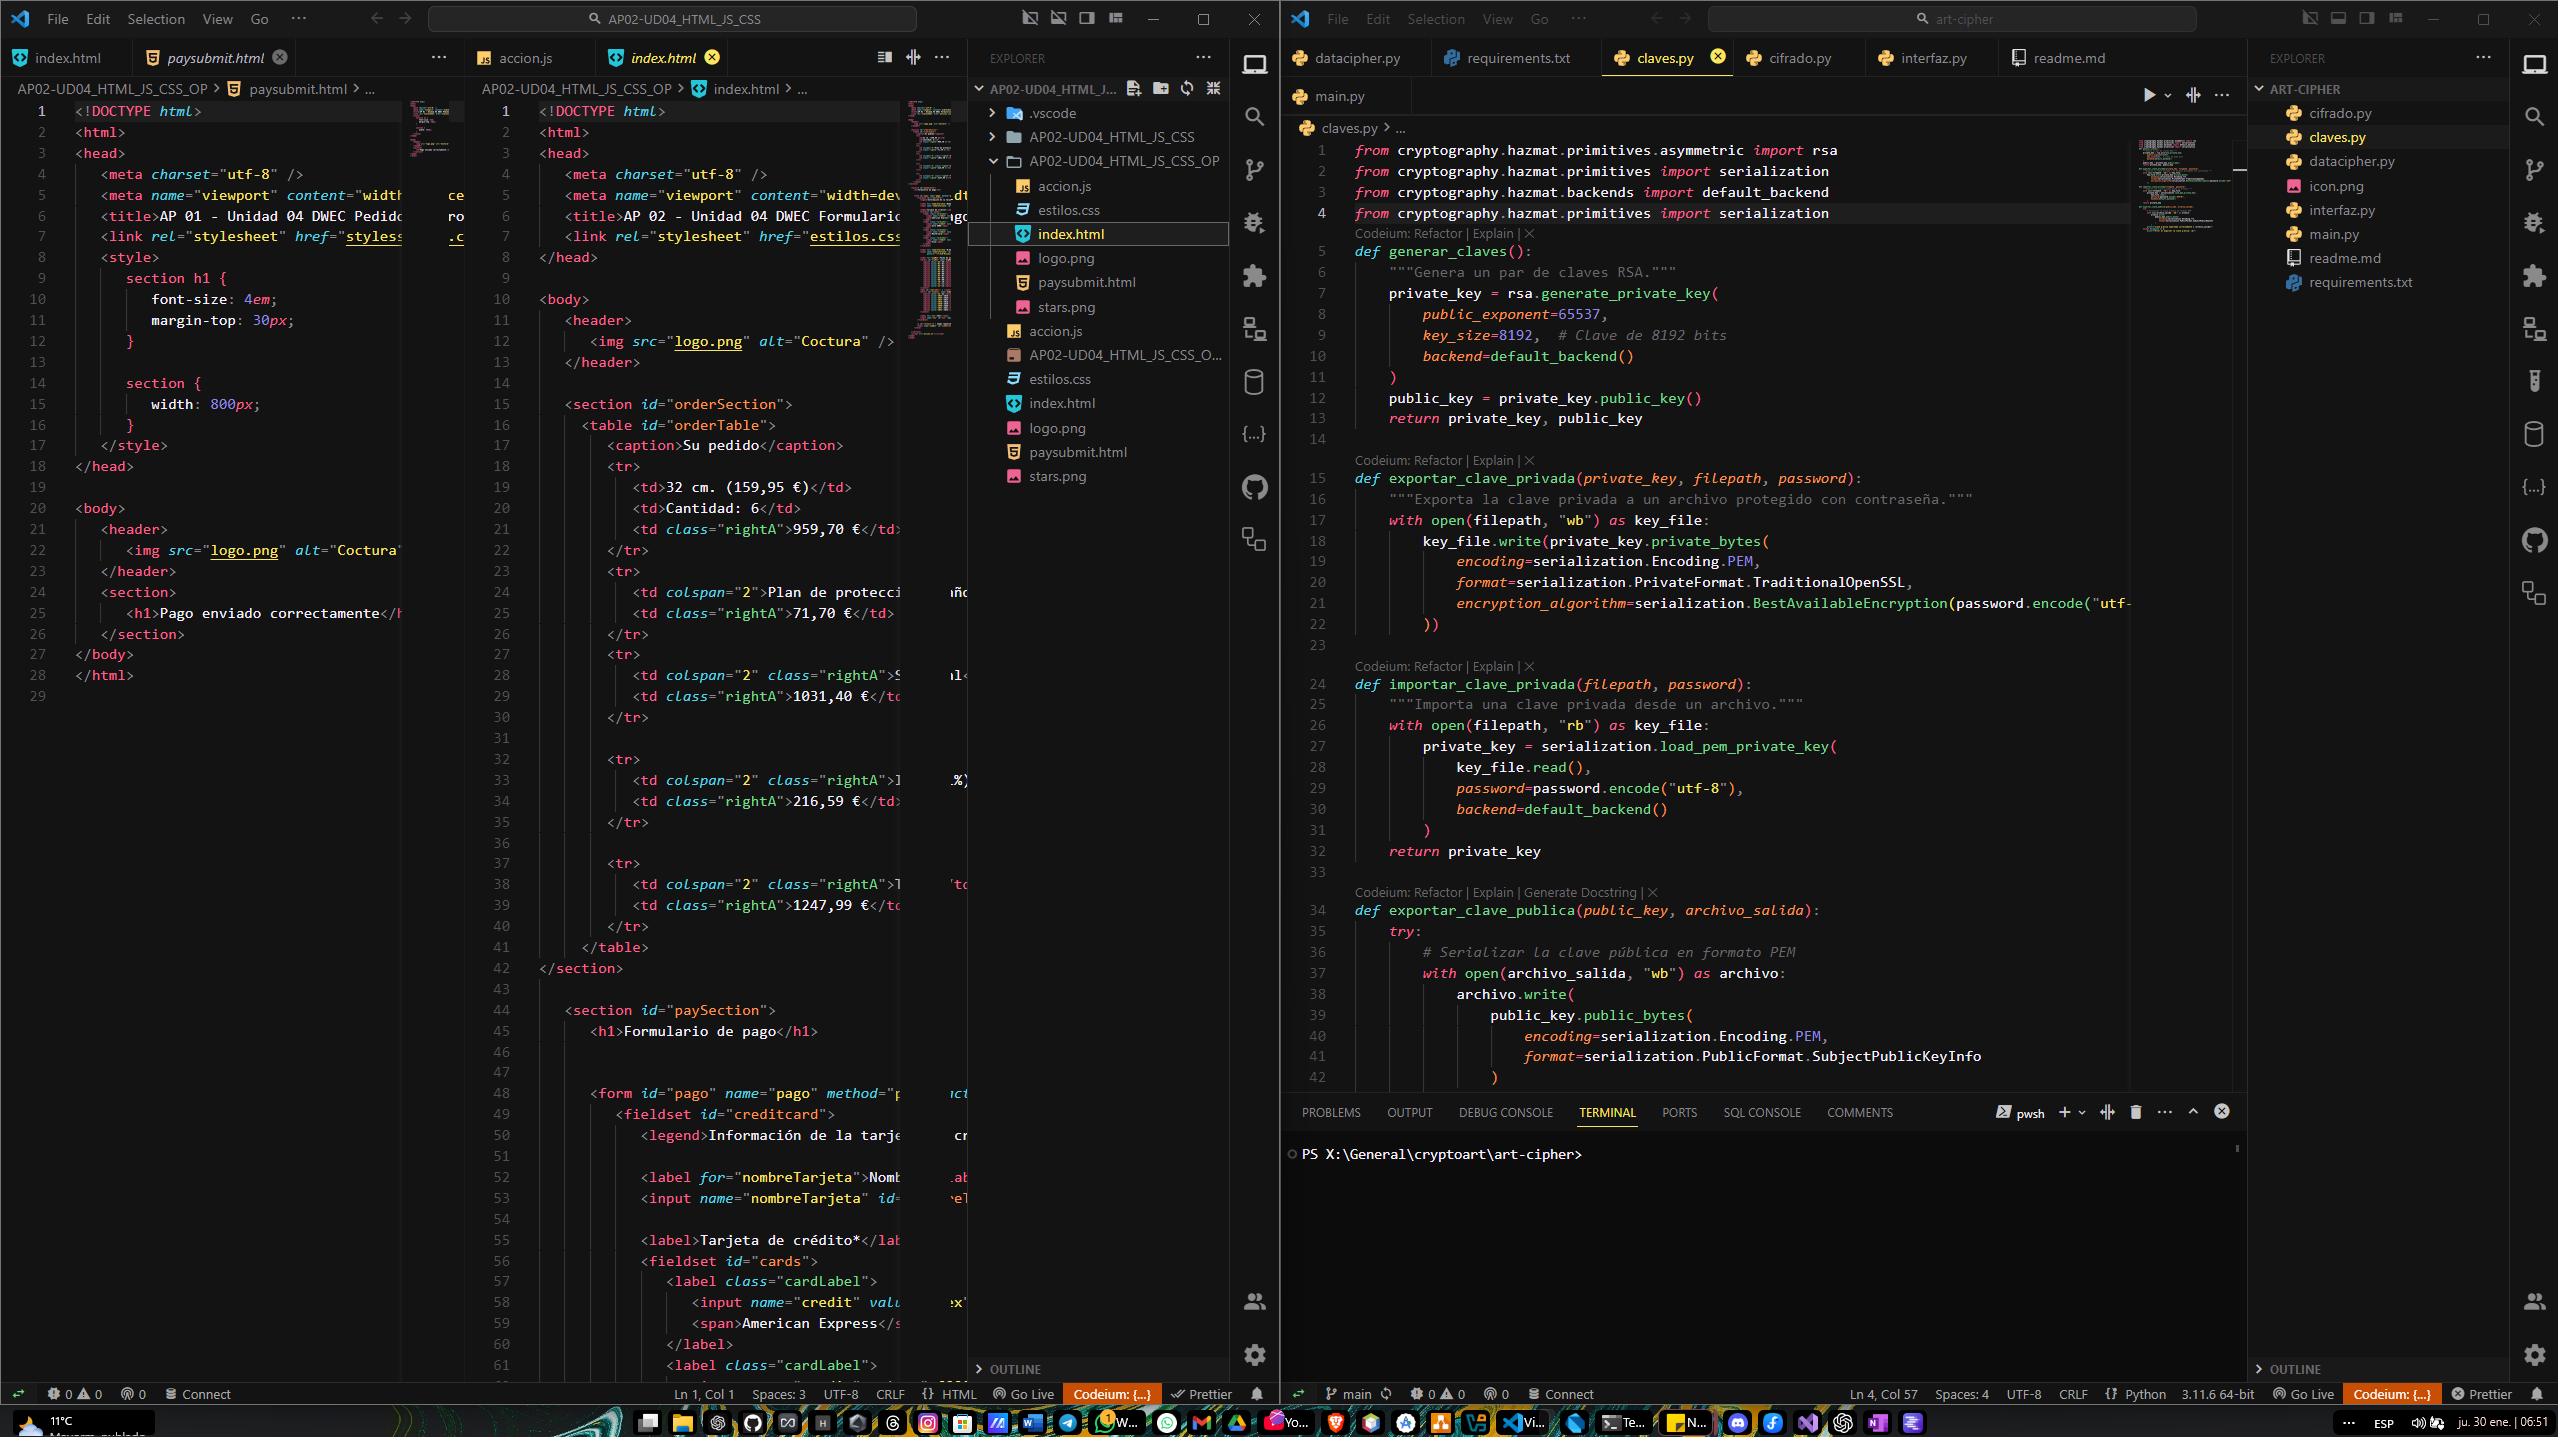 File Edit Selection View Go ··· AP02-UD04_HTML_JS_CSS
index.html paysubmit.html
AP02-UD04_HTML_JS_CSS_OP > paysubmit.html > ...
1 <!DOCTYPE html>
2 <html>
3 <head>
4 <meta charset="utf-8" />
5 <meta name="viewport" content="width
6 <title>AP 01 - Unidad 04 DWEC Pedido
7 <link rel="stylesheet" href="styless
8 <style>
9 section h1 {
10 font-size: 4em;
11 margin-top: 30px;
12 }
13
14 section {
15 width: 800px;
16 }
17 </style>
18 </head>
19
20 <body>
21 <header>
22 <img src="logo.png" alt="Coctura"
23 </header>
24 <section>
25 <h1>Pago enviado correctamente</h
26 </section>
27 </body>
28 </html>
29
accion.js index.html
AP02-UD04_HTML_JS_CSS_OP > index.html > ...
1 <!DOCTYPE html>
2 <html>
3 <head>
4 <meta charset="utf-8" />
5 <meta name="viewport" content="width=dev
6 <title>AP 02 - Unidad 04 DWEC Formulario
7 <link rel="stylesheet" href="estilos.css
8 </head>
9
10 <body>
11 <header>
12 <img src="logo.png" alt="Coctura" />
13 </header>
14
15 <section id="orderSection">
16 <table id="orderTable">
17 <caption>Su pedido</caption>
18 <tr>
19 <td>32 cm. (159,95 €)</td>
20 <td>Cantidad: 6</td>
21 <td class="rightA">959,70 €</td>
22 </tr>
23 <tr>
24 <td colspan="2">Plan de protecci
25 <td class="rightA">71,70 €</td>
26 </tr>
27 <tr>
28 <td colspan="2" class="rightA">S
29 <td class="rightA">1031,40 €</td
30 </tr>
31
32 <tr>
33 <td colspan="2" class="rightA">I
34 <td class="rightA">216,59 €</td>
35 </tr>
36
37 <tr>
38 <td colspan="2" class="rightA">T
39 <td class="rightA">1247,99 €</td
40 </tr>
41 </table>
42 </section>
43
44 <section id="paySection">
45 <h1>Formulario de pago</h1>
46
47
48 <form id="pago" name="pago" method="p
49 <fieldset id="creditcard">
50 <legend>Información de la tarje
51
52 <label for="nombreTarjeta">Nomb
53 <input name="nombreTarjeta" id=
54
55 <label>Tarjeta de crédito*</lab
56 <fieldset id="cards">
57 <label class="cardLabel">
58 <input name="credit" valu
59 <span>American Express</s
60 </label>
61 <label class="cardLabel">
EXPLORER ···
AP02-UD04_HTML_J...
.vscode
AP02-UD04_HTML_JS_CSS
AP02-UD04_HTML_JS_CSS_OP
accion.js
estilos.css
index.html
logo.png
paysubmit.html
stars.png
accion.js
AP02-UD04_HTML_JS_CSS_O...
estilos.css
index.html
logo.png
paysubmit.html
stars.png
OUTLINE
0 0 0 Connect Ln 1, Col 1 Spaces: 3 UTF-8 CRLF {} HTML Go Live Codeium: {...} Prettier
File Edit Selection View Go ··· art-cipher
datacipher.py requirements.txt claves.py cifrado.py interfaz.py readme.md
main.py
claves.py > ...
1 from cryptography.hazmat.primitives.asymmetric import rsa
2 from cryptography.hazmat.primitives import serialization
3 from cryptography.hazmat.backends import default_backend
4 from cryptography.hazmat.primitives import serialization
Codeium: Refactor | Explain | ×
5 def generar_claves():
6 """Genera un par de claves RSA."""
7 private_key = rsa.generate_private_key(
8 public_exponent=65537,
9 key_size=8192, # Clave de 8192 bits
10 backend=default_backend()
11 )
12 public_key = private_key.public_key()
13 return private_key, public_key
14
Codeium: Refactor | Explain | ×
15 def exportar_clave_privada(private_key, filepath, password):
16 """Exporta la clave privada a un archivo protegido con contraseña."""
17 with open(filepath, "wb") as key_file:
18 key_file.write(private_key.private_bytes(
19 encoding=serialization.Encoding.PEM,
20 format=serialization.PrivateFormat.TraditionalOpenSSL,
21 encryption_algorithm=serialization.BestAvailableEncryption(password.encode("utf-
22 ))
23
Codeium: Refactor | Explain | ×
24 def importar_clave_privada(filepath, password):
25 """Importa una clave privada desde un archivo."""
26 with open(filepath, "rb") as key_file:
27 private_key = serialization.load_pem_private_key(
28 key_file.read(),
29 password=password.encode("utf-8"),
30 backend=default_backend()
31 )
32 return private_key
33
Codeium: Refactor | Explain | Generate Docstring | ×
34 def exportar_clave_publica(public_key, archivo_salida):
35 try:
36 # Serializar la clave pública en formato PEM
37 with open(archivo_salida, "wb") as archivo:
38 archivo.write(
39 public_key.public_bytes(
40 encoding=serialization.Encoding.PEM,
41 format=serialization.PublicFormat.SubjectPublicKeyInfo
42 )
PROBLEMS OUTPUT DEBUG CONSOLE TERMINAL PORTS SQL CONSOLE COMMENTS pwsh
PS X:\General\cryptoart\art-cipher>
EXPLORER ···
ART-CIPHER
cifrado.py
claves.py
datacipher.py
icon.png
interfaz.py
main.py
readme.md
requirements.txt
OUTLINE
main 0 0 0 Connect Ln 4, Col 57 Spaces: 4 UTF-8 CRLF {} Python 3.11.6 64-bit Go Live Codeium: {...} Prettier
11°C
W... Yo... Vi... Te... N... ··· ESP ju. 30 ene. | 06:51